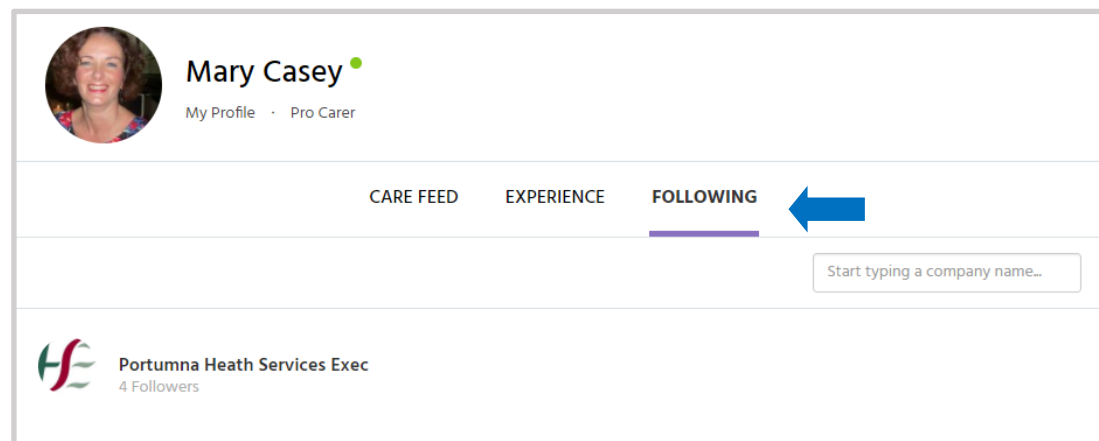 Mary Casey
My Profile · Pro Carer
CARE FEED EXPERIENCE FOLLOWING
Start typing a company name...
HSE
Portumna Heath Services Exec
4 Followers